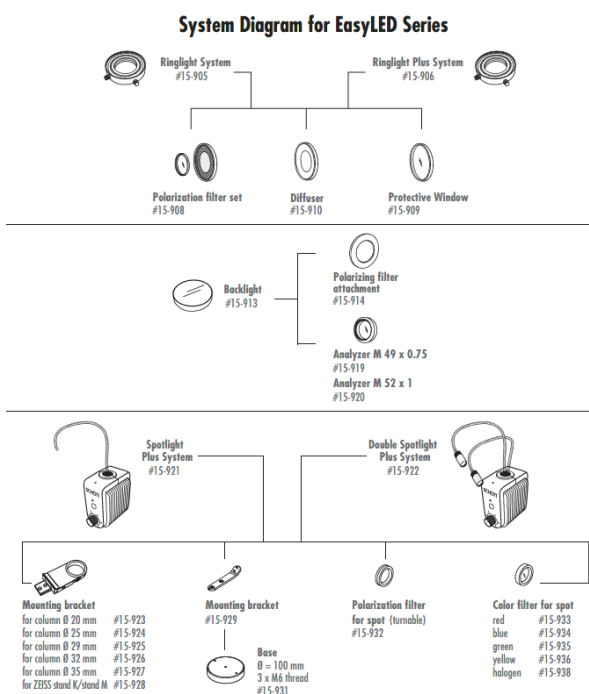 System Diagram for EasyLED Series
Ringlight System
#15-905
Ringlight Plus System
#15-906
Polarization filter set
#15-908
Diffuser
#15-910
Protective Window
#15-909
Backlight
#15-913
Polarizing filter
attachment
#15-914
Analyzer M 49 x 0.75
#15-919
Analyzer M 52 x 1
#15-920
Spotlight
Plus System
#15-921
Double Spotlight
Plus System
#15-922
SCHOTT
SCHOTT
Mounting bracket
for column Ø 20 mm #15-923
for column Ø 25 mm #15-924
for column Ø 29 mm #15-925
for column Ø 32 mm #15-926
for column Ø 35 mm #15-927
for ZEISS stand K/stand M #15-928
Mounting bracket
#15-929
Base
Ø = 100 mm
3 x M6 thread
#15-931
Polarization filter
for spot (turnable)
#15-932
Color filter for spot
red #15-933
blue #15-934
green #15-935
yellow #15-936
halogen #15-938